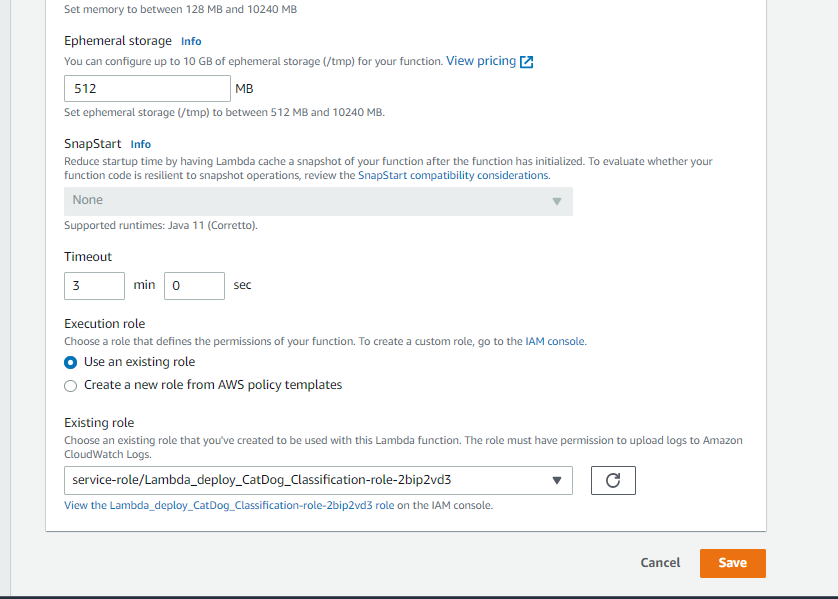 Set memory to between 128 MB and 10240 MB
Ephemeral storage Info
You can configure up to 10 GB of ephemeral storage (/tmp) for your function. View pricing
512 MB
Set ephemeral storage (/tmp) to between 512 MB and 10240 MB.
SnapStart Info
Reduce startup time by having Lambda cache a snapshot of your function after the function has initialized. To evaluate whether your
function code is resilient to snapshot operations, review the SnapStart compatibility considerations.
None
Supported runtimes: Java 11 (Corretto).
Timeout
3 min 0 sec
Execution role
Choose a role that defines the permissions of your function. To create a custom role, go to the IAM console.
Use an existing role
Create a new role from AWS policy templates
Existing role
Choose an existing role that you've created to be used with this Lambda function. The role must have permission to upload logs to Amazon
CloudWatch Logs.
service-role/Lambda_deploy_CatDog_Classification-role-2bip2vd3
View the Lambda_deploy_CatDog_Classification-role-2bip2vd3 role on the IAM console.
Cancel Save